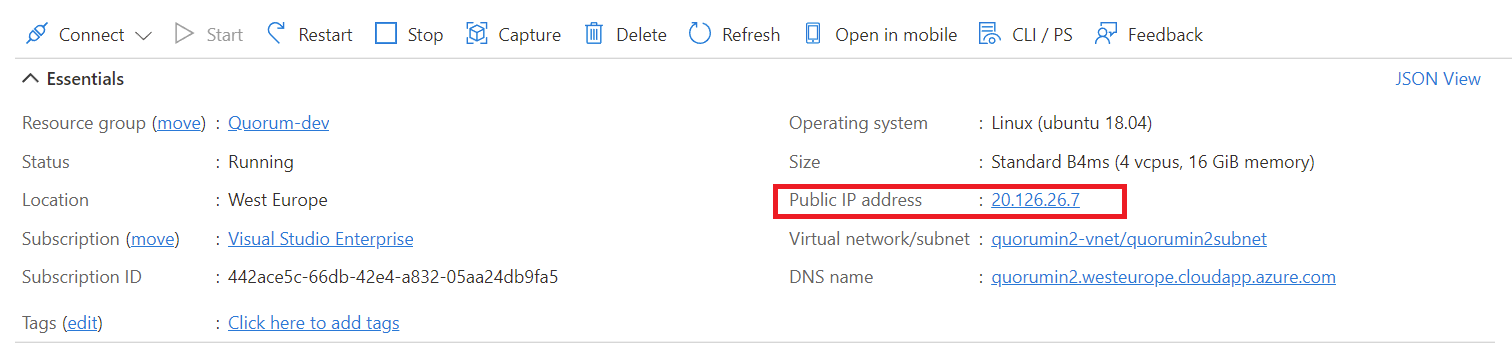 Connect Start Restart Stop Capture Delete Refresh Open in mobile CLI / PS Feedback
Essentials JSON View
Resource group (move) : Quorum-dev
Status : Running
Location : West Europe
Subscription (move) : Visual Studio Enterprise
Subscription ID : 442ace5c-66db-42e4-a832-05aa24db9fa5
Tags (edit) : Click here to add tags
Operating system : Linux (ubuntu 18.04)
Size : Standard B4ms (4 vcpus, 16 GiB memory)
Public IP address : 20.126.26.7
Virtual network/subnet : quorumin2-vnet/quorumin2subnet
DNS name : quorumin2.westeurope.cloudapp.azure.com